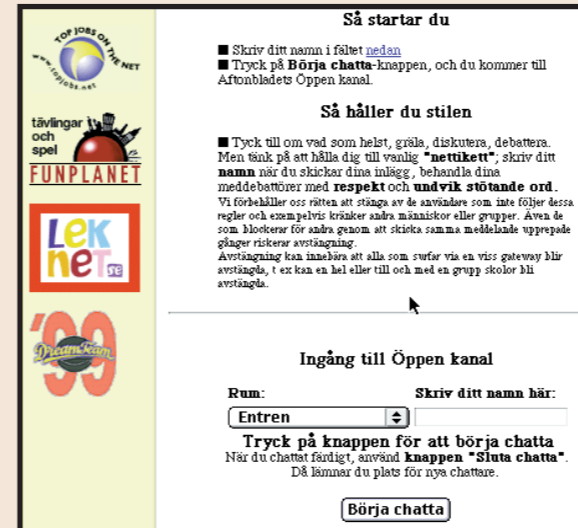 TOP JOBS ON THE NET
www.topjobs.net
tävlingar
och
spel
FUNPLANET
LEK
NET.SE
'99
DreamTeam
Så startar du
■ Skriv ditt namn i fältet nedan
■ Tryck på Börja chatta-knappen, och du kommer till
Aftonbladets Öppen kanal.
Så håller du stilen
■ Tyck till om vad som helst, gräla, diskutera, debattera.
Men tänk på att hålla dig till vanlig "nettikett"; skriv ditt
namn när du skickar dina inlägg, behandla dina
meddebattörer med respekt och undvik stötande ord.
Vi förbehåller oss rätten att stänga av de användare som inte följer dessa
regler och exempelvis kränker andra människor eller grupper. Även de
som blockerar för andra genom att skicka samma meddelande upprepade
gånger riskerar avstängning.
Avstängning kan innebära att alla som surfar via en viss gateway blir
avstängda, t ex kan en hel eller till och med en grupp skolor bli
avstängda.
Ingång till Öppen kanal
Rum: Skriv ditt namn här:
Entren
Tryck på knappen för att börja chatta
När du chattat färdigt, använd knappen "Sluta chatta".
Då lämnar du plats för nya chattare.
Börja chatta